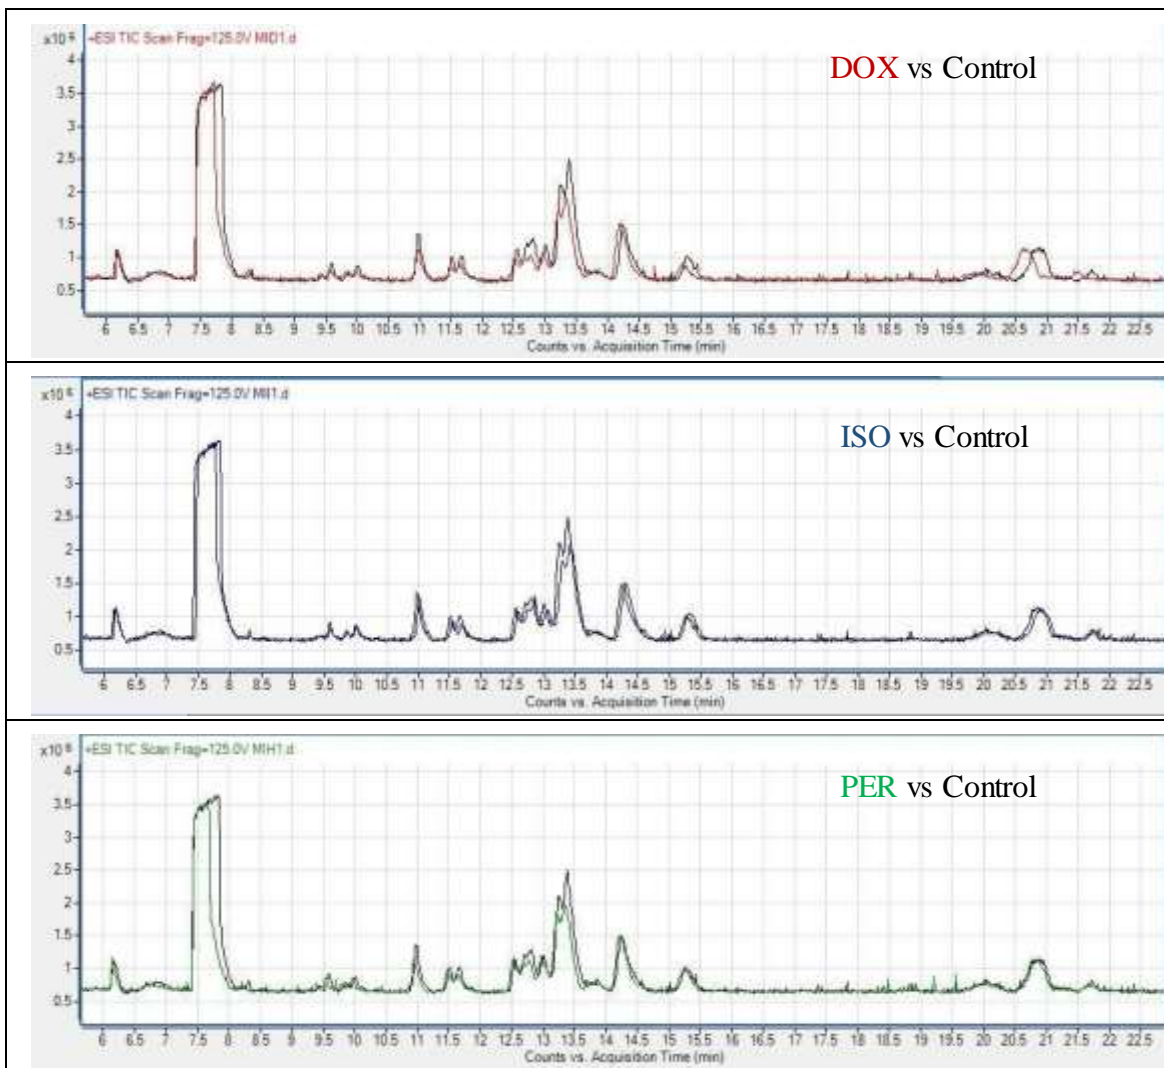 x10 6 +ESI TIC Scan Frag=125.0V MID1.d
DOX vs Control
4
3.5
3
2.5
2
1.5
1
0.5
6 6.5 7 7.5 8 8.5 9 9.5 10 10.5 11 11.5 12 12.5 13 13.5 14 14.5 15 15.5 16 16.5 17 17.5 18 18.5 19 19.5 20 20.5 21 21.5 22 22.5
Counts vs. Acquisition Time (min)
x10 6 +ESI TIC Scan Frag=125.0V MII1.d
ISO vs Control
4
3.5
3
2.5
2
1.5
1
0.5
6 6.5 7 7.5 8 8.5 9 9.5 10 10.5 11 11.5 12 12.5 13 13.5 14 14.5 15 15.5 16 16.5 17 17.5 18 18.5 19 19.5 20 20.5 21 21.5 22 22.5
Counts vs. Acquisition Time (min)
x10 6 +ESI TIC Scan Frag=125.0V MIH1.d
PER vs Control
4
3.5
3
2.5
2
1.5
1
0.5
6 6.5 7 7.5 8 8.5 9 9.5 10 10.5 11 11.5 12 12.5 13 13.5 14 14.5 15 15.5 16 16.5 17 17.5 18 18.5 19 19.5 20 20.5 21 21.5 22 22.5
Counts vs. Acquisition Time (min)